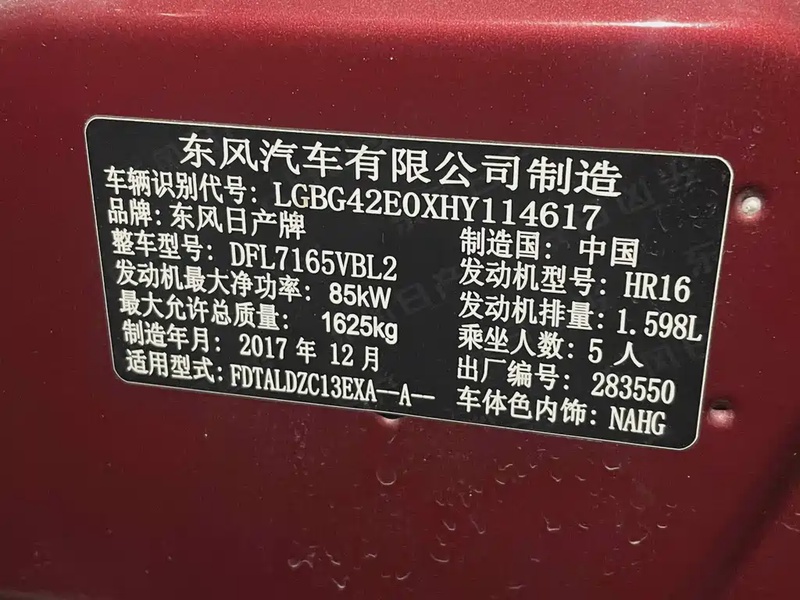 东风汽车有限公司制造
车辆识别代号: LGBG42E0XHY114617
品牌: 东风日产牌
制造国: 中国
整车型号: DFL7165VBL2
发动机型号: HR16
发动机最大净功率: 85kW
发动机排量: 1.598L
最大允许总质量: 1625kg
乘坐人数: 5 人
制造年月: 2017 年 12 月
出厂编号: 283550
适用型式: FDTALDZC13EXA--A--
车体色内饰: NAHG